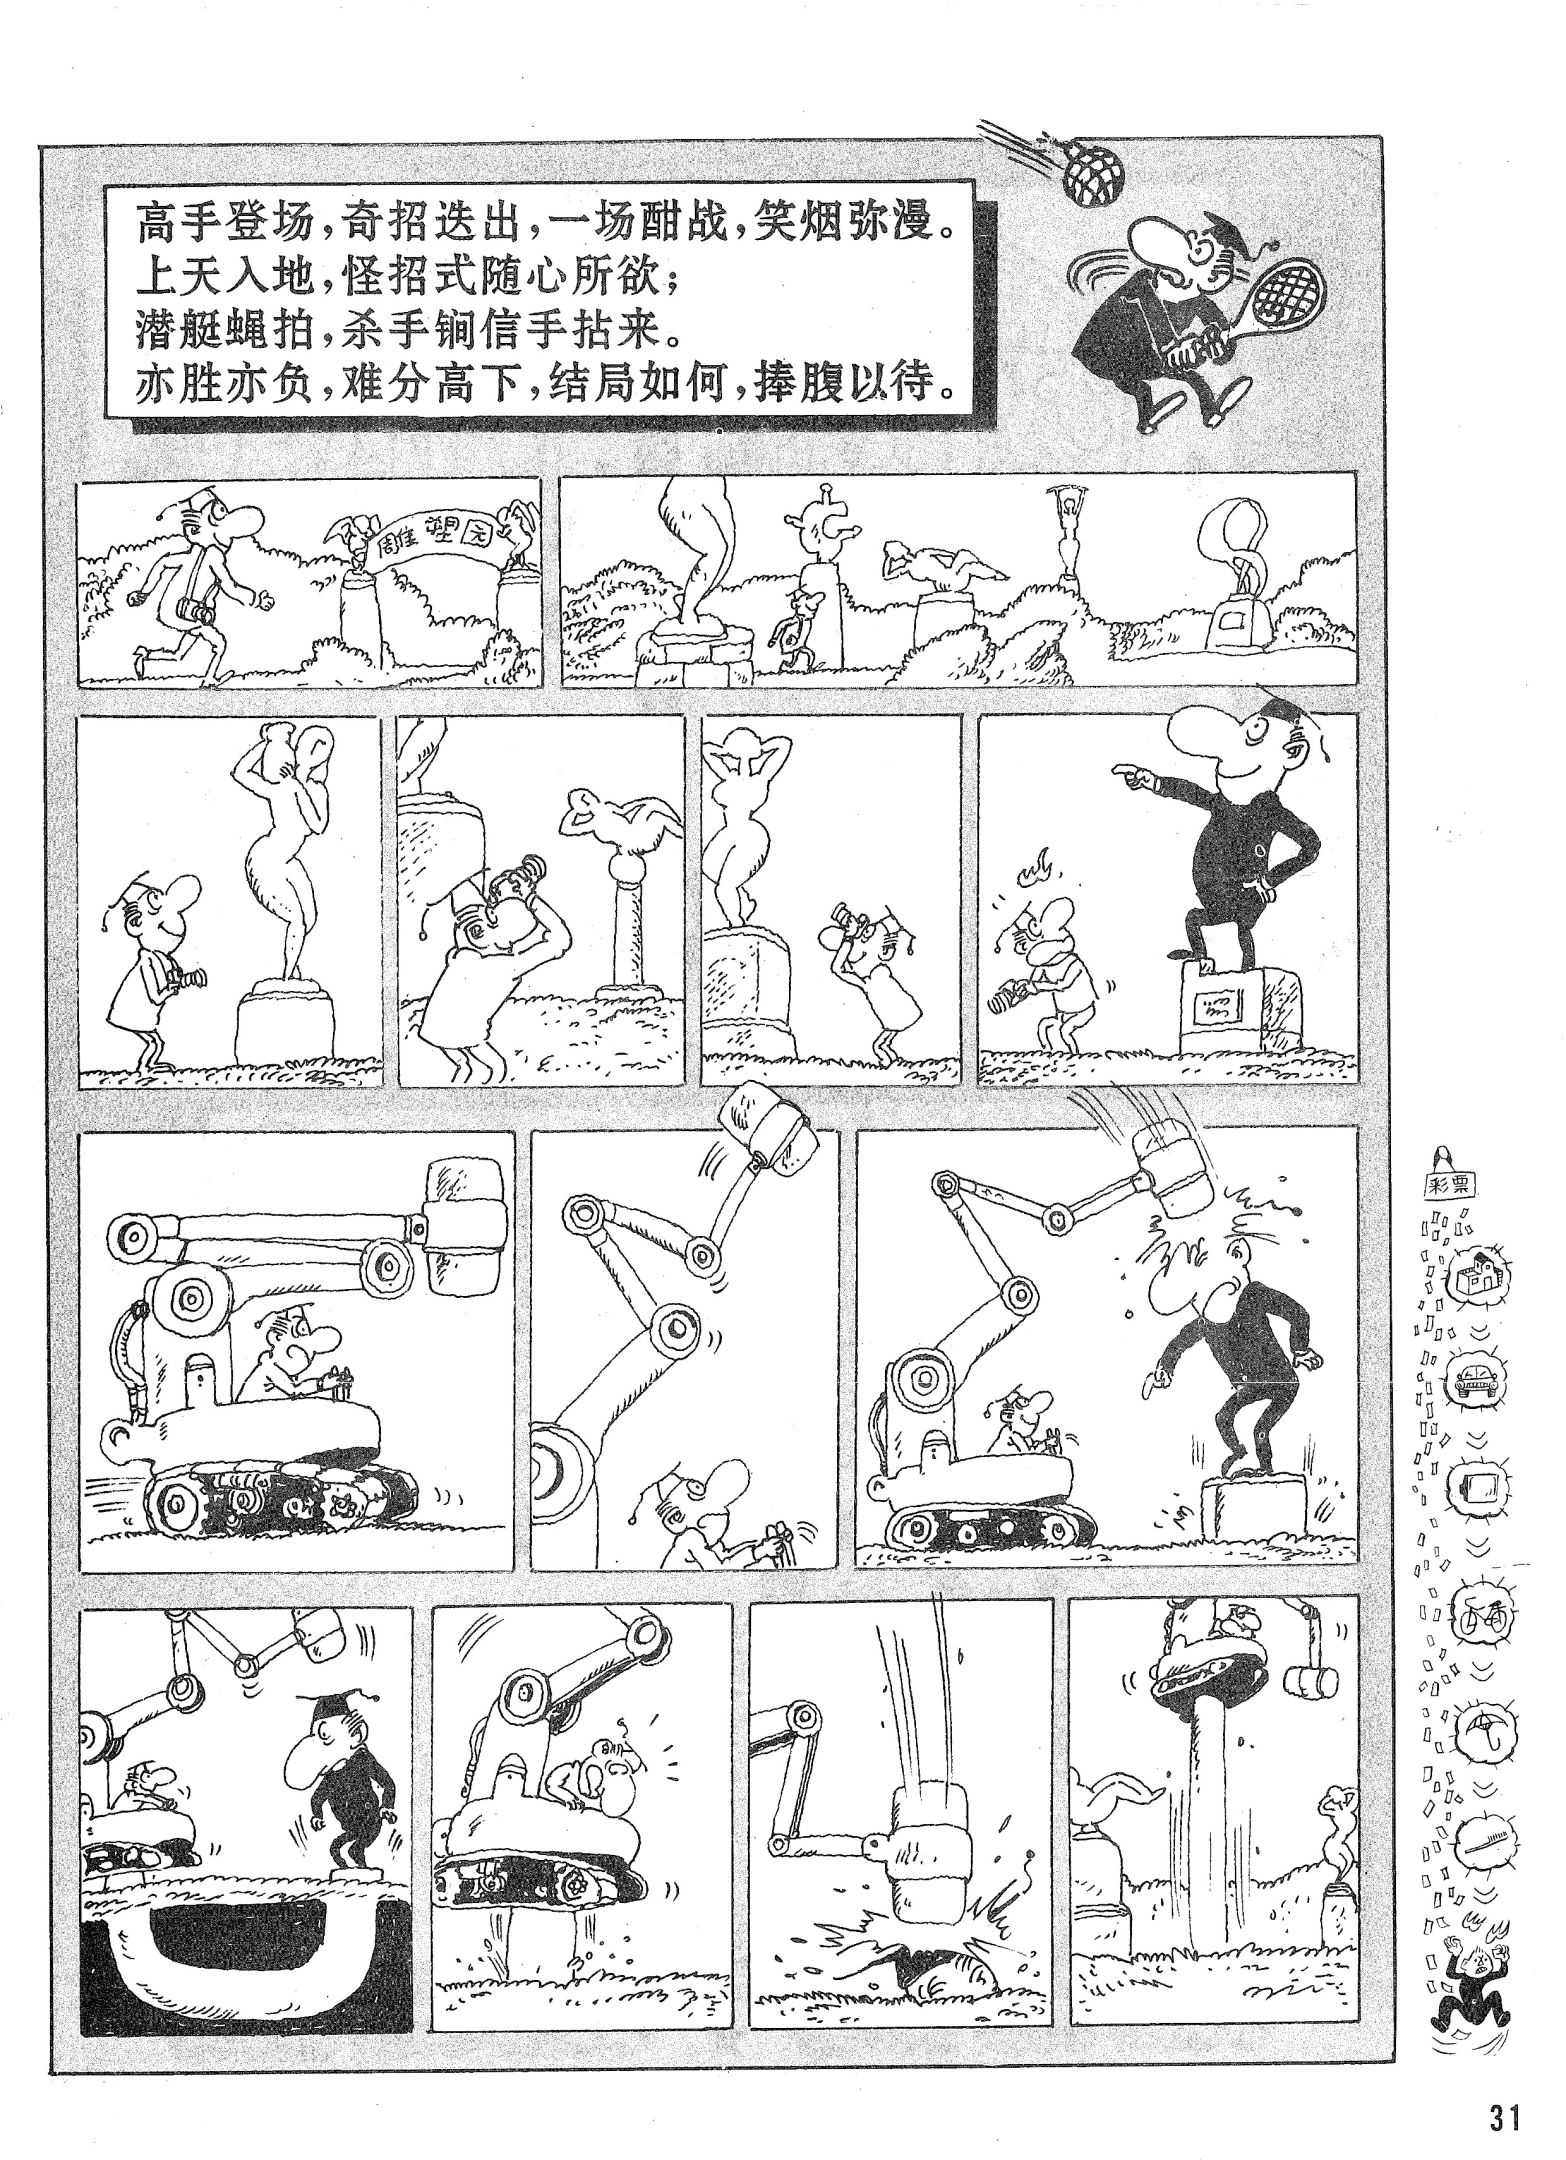 高手登场,奇招迭出,一场酣战,笑烟弥漫。
上天入地,怪招式随心所欲;
潜艇蝇拍,杀手锏信手拈来。
亦胜亦负,难分高下,结局如何,捧腹以待。
雕塑园
彩票
31